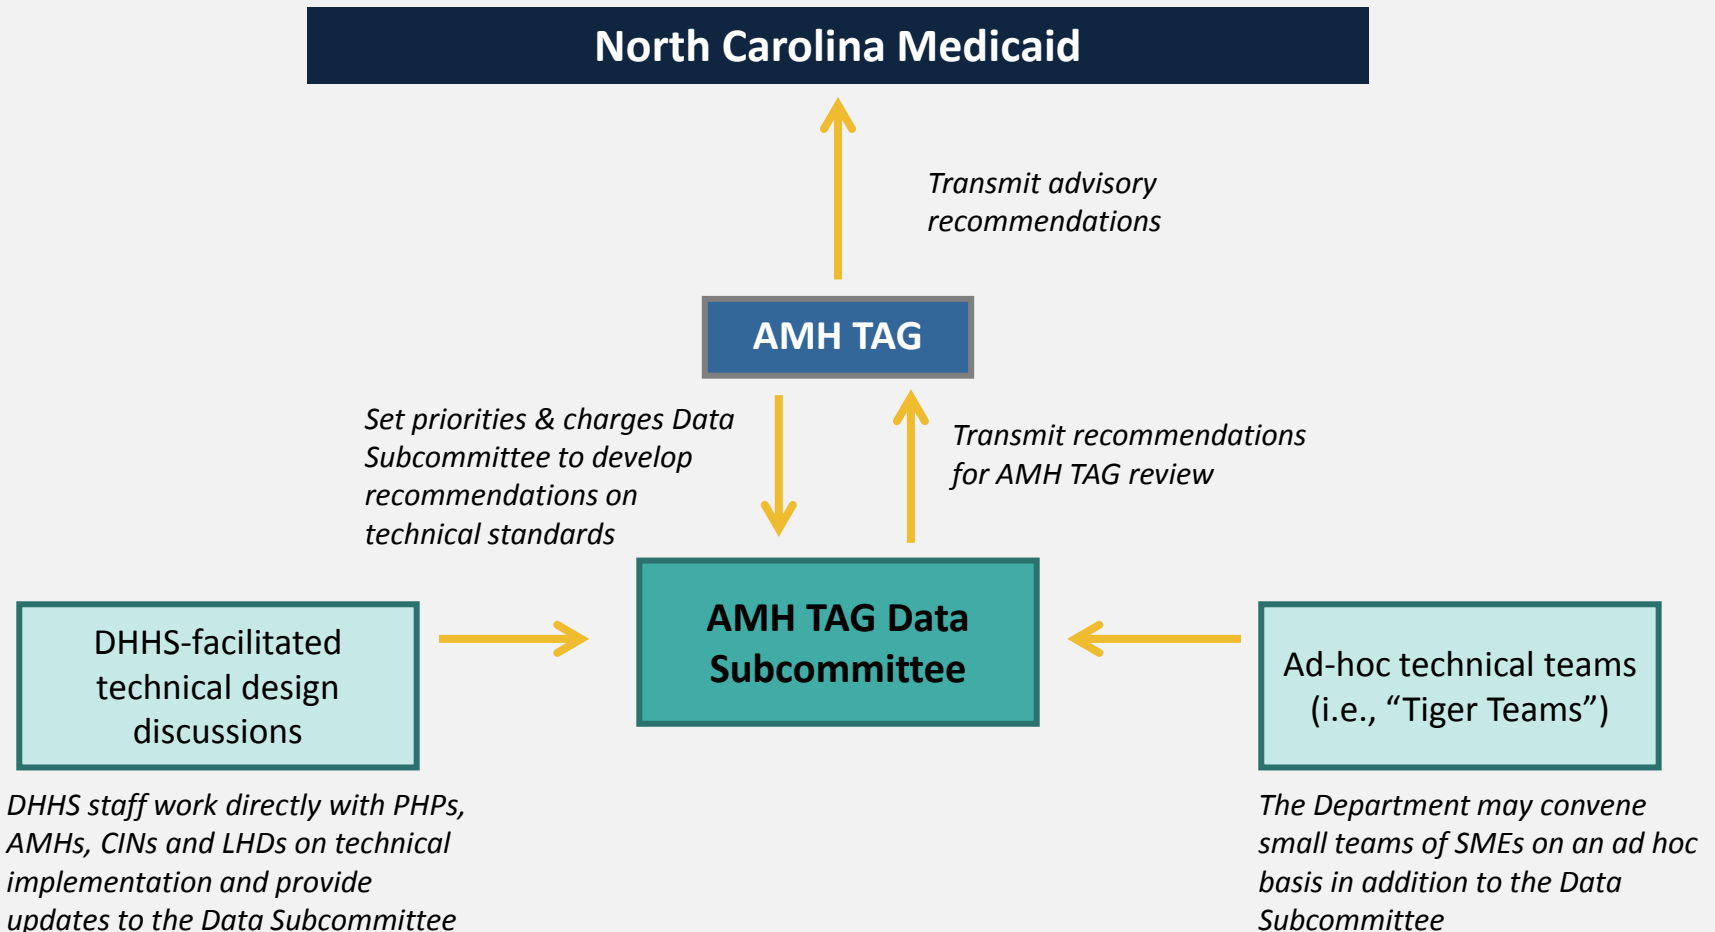 North Carolina Medicaid
Transmit advisory
recommendations
AMH TAG
Set priorities & charges Data
Subcommittee to develop
recommendations on
technical standards
Transmit recommendations
for AMH TAG review
AMH TAG Data
Subcommittee
DHHS-facilitated
technical design
discussions
Ad-hoc technical teams
(i.e., “Tiger Teams”)
DHHS staff work directly with PHPs,
AMHs, CINs and LHDs on technical
implementation and provide
updates to the Data Subcommittee
The Department may convene
small teams of SMEs on an ad hoc
basis in addition to the Data
Subcommittee